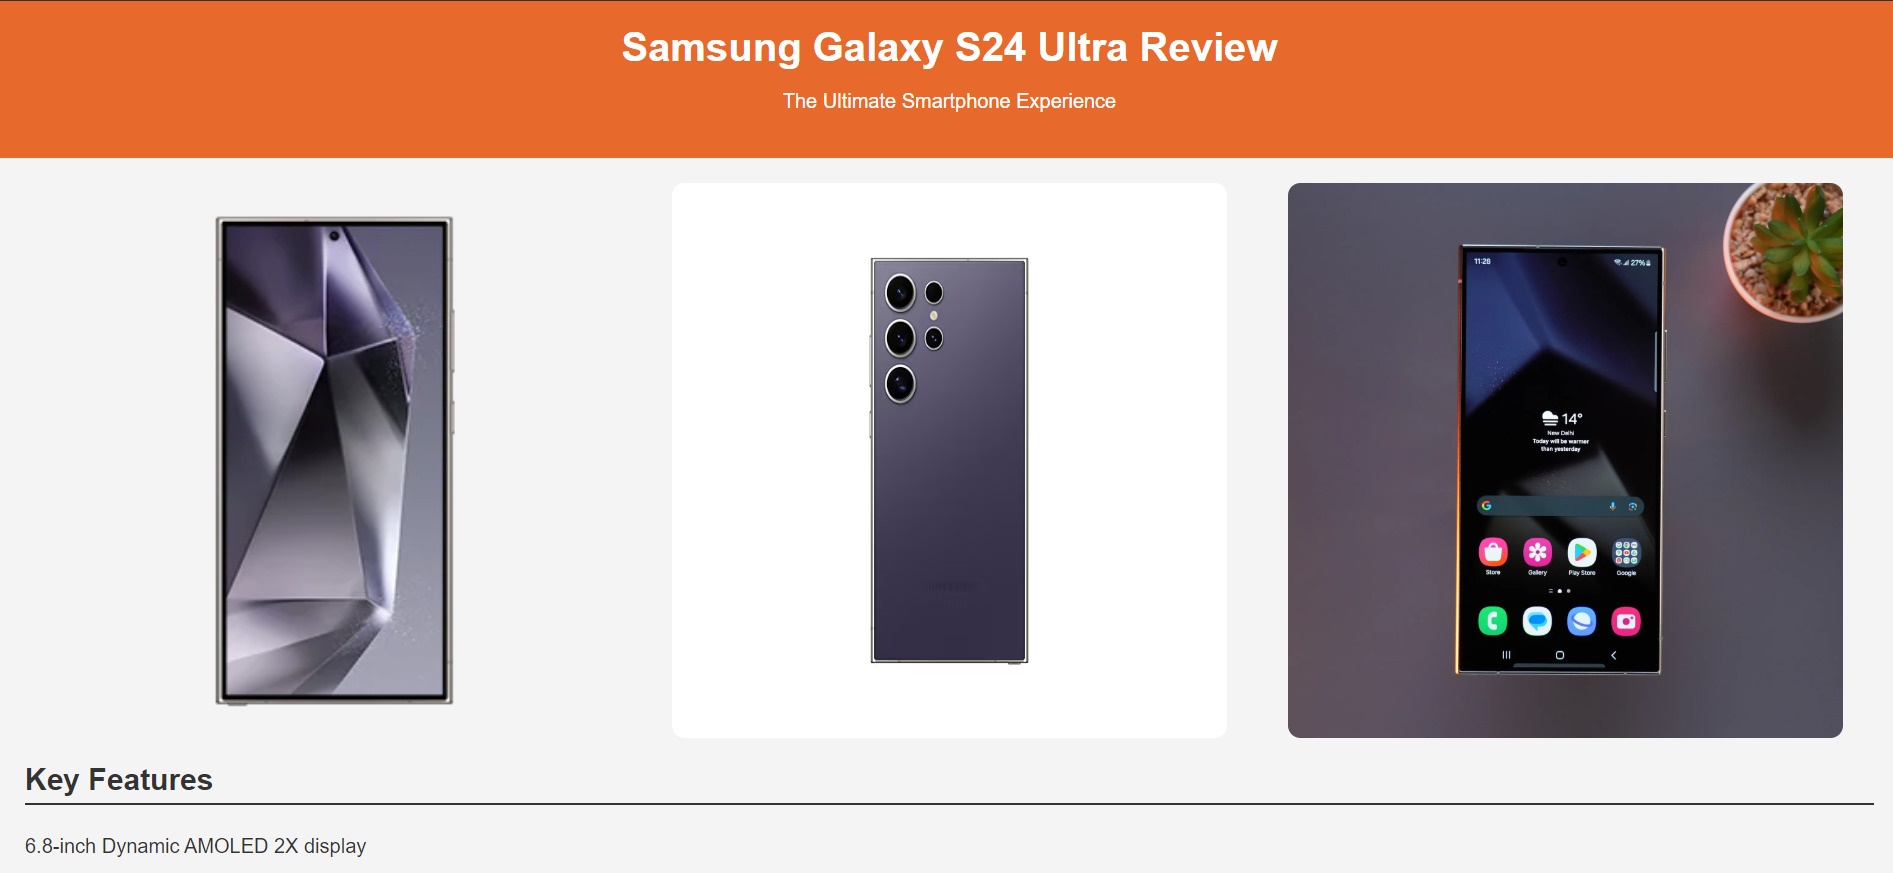 Samsung Galaxy S24 Ultra Review
The Ultimate Smartphone Experience
11:28
27%
14°
New Delhi
Today will be warmer
than yesterday
Store Gallery Play Store Google
Key Features
6.8-inch Dynamic AMOLED 2X display